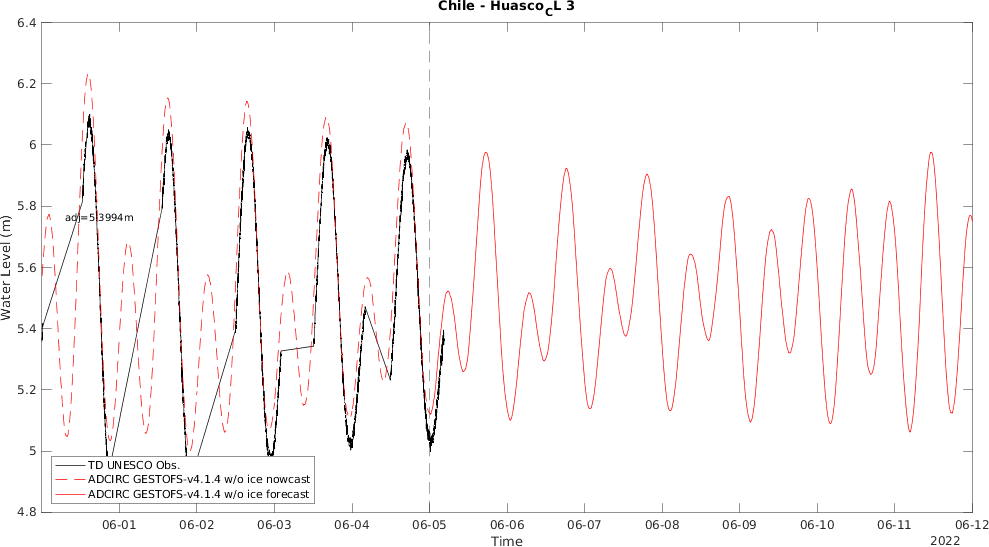 Chile - Huasco_CL 3
6.4
6.2
6
5.8
5.6
5.4
5.2
5
4.8
Water Level (m)
adj=5.3994m
TD UNESCO Obs.
ADCIRC GESTOFS-v4.1.4 w/o ice nowcast
ADCIRC GESTOFS-v4.1.4 w/o ice forecast
06-01 06-02 06-03 06-04 06-05 06-06 06-07 06-08 06-09 06-10 06-11 06-12
Time
2022